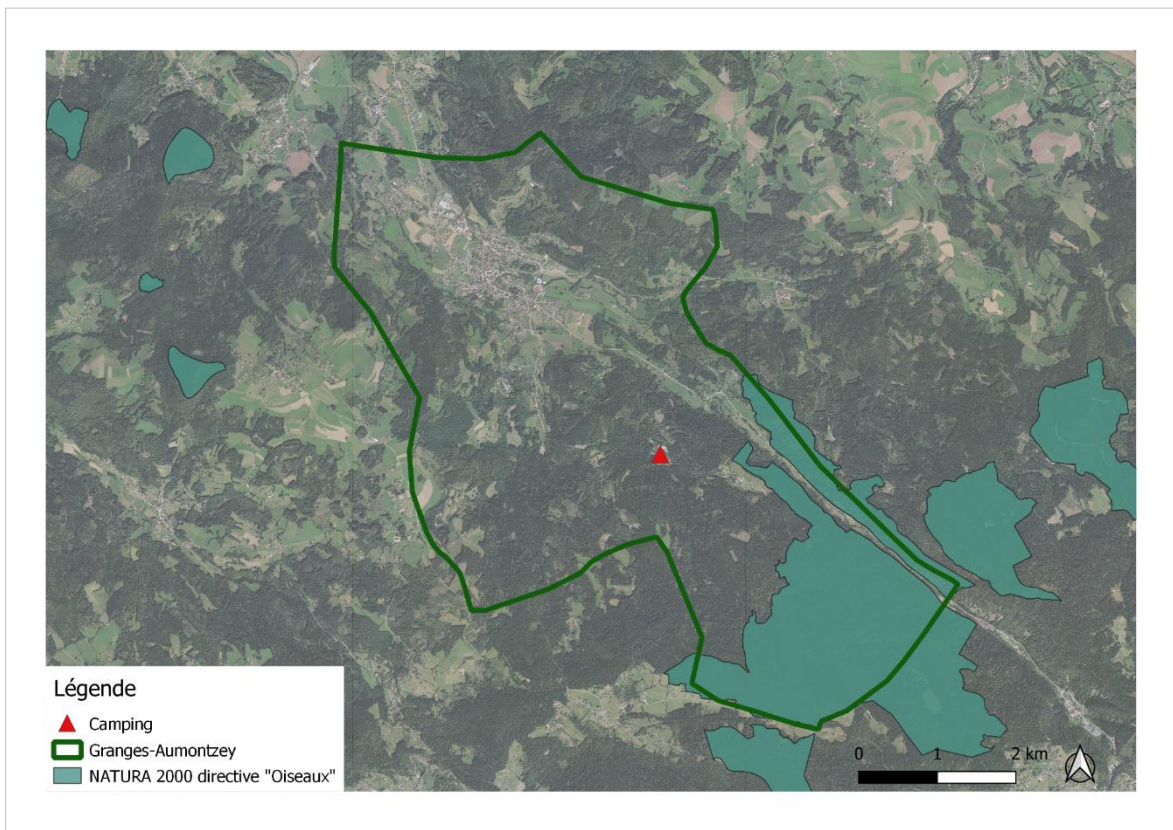 Légende
Camping
Granges-Aumontzey
NATURA 2000 directive "Oiseaux"
0 1 2 km